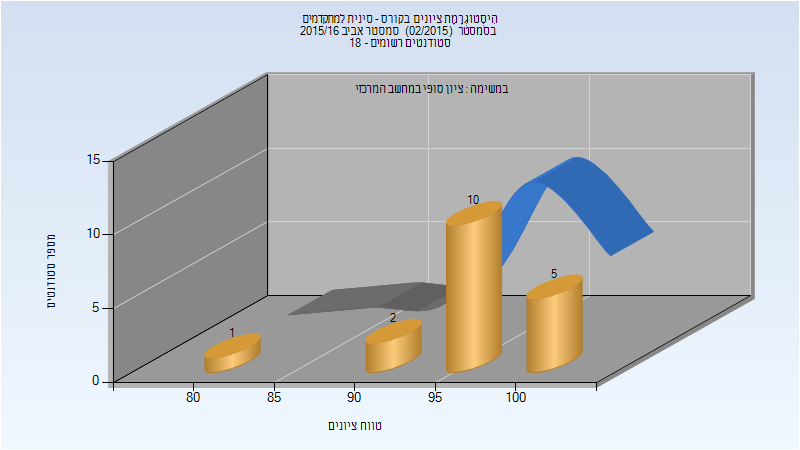 היסטוגרמת ציונים בקורס - סינית למתקדמים
בסמסטר (02/2015) סמסטר אביב 2015/16
סטודנטים רשומים - 18
במשימה : ציון סופי במחשב המרכזי
מספר סטודנטים
15
10
5
0
1
2
10
5
80
85
90
95
100
טווח ציונים